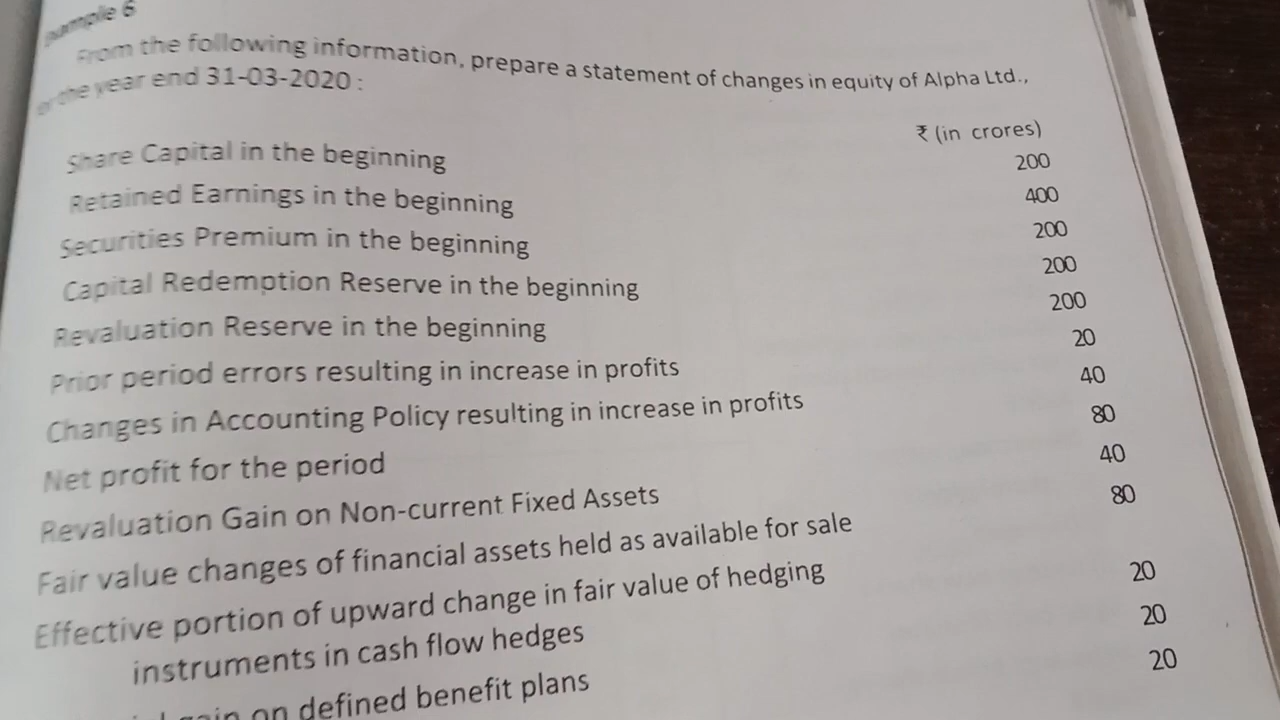 6
From the following information, prepare a statement of changes in equity of Alpha Ltd.,
the year end 31-03-2020 :
₹ (in crores)
Share Capital in the beginning 200
Retained Earnings in the beginning 400
Securities Premium in the beginning 200
Capital Redemption Reserve in the beginning 200
Revaluation Reserve in the beginning 200
Prior period errors resulting in increase in profits 20
Changes in Accounting Policy resulting in increase in profits 40
Net profit for the period 80
Revaluation Gain on Non-current Fixed Assets 40
Fair value changes of financial assets held as available for sale 80
Effective portion of upward change in fair value of hedging
instruments in cash flow hedges 20
gain on defined benefit plans 20
20